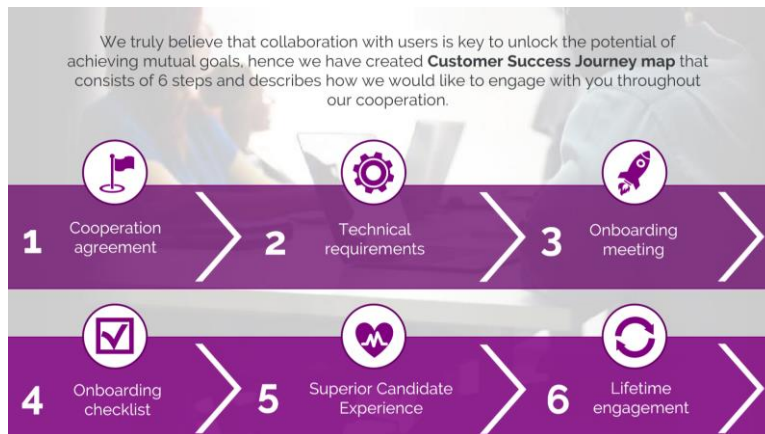 We truly believe that collaboration with users is key to unlock the potential of
achieving mutual goals, hence we have created Customer Success Journey map that
consists of 6 steps and describes how we would like to engage with you throughout
our cooperation.
1 Cooperation
agreement
2 Technical
requirements
3 Onboarding
meeting
4 Onboarding
checklist
5 Superior Candidate
Experience
6 Lifetime
engagement